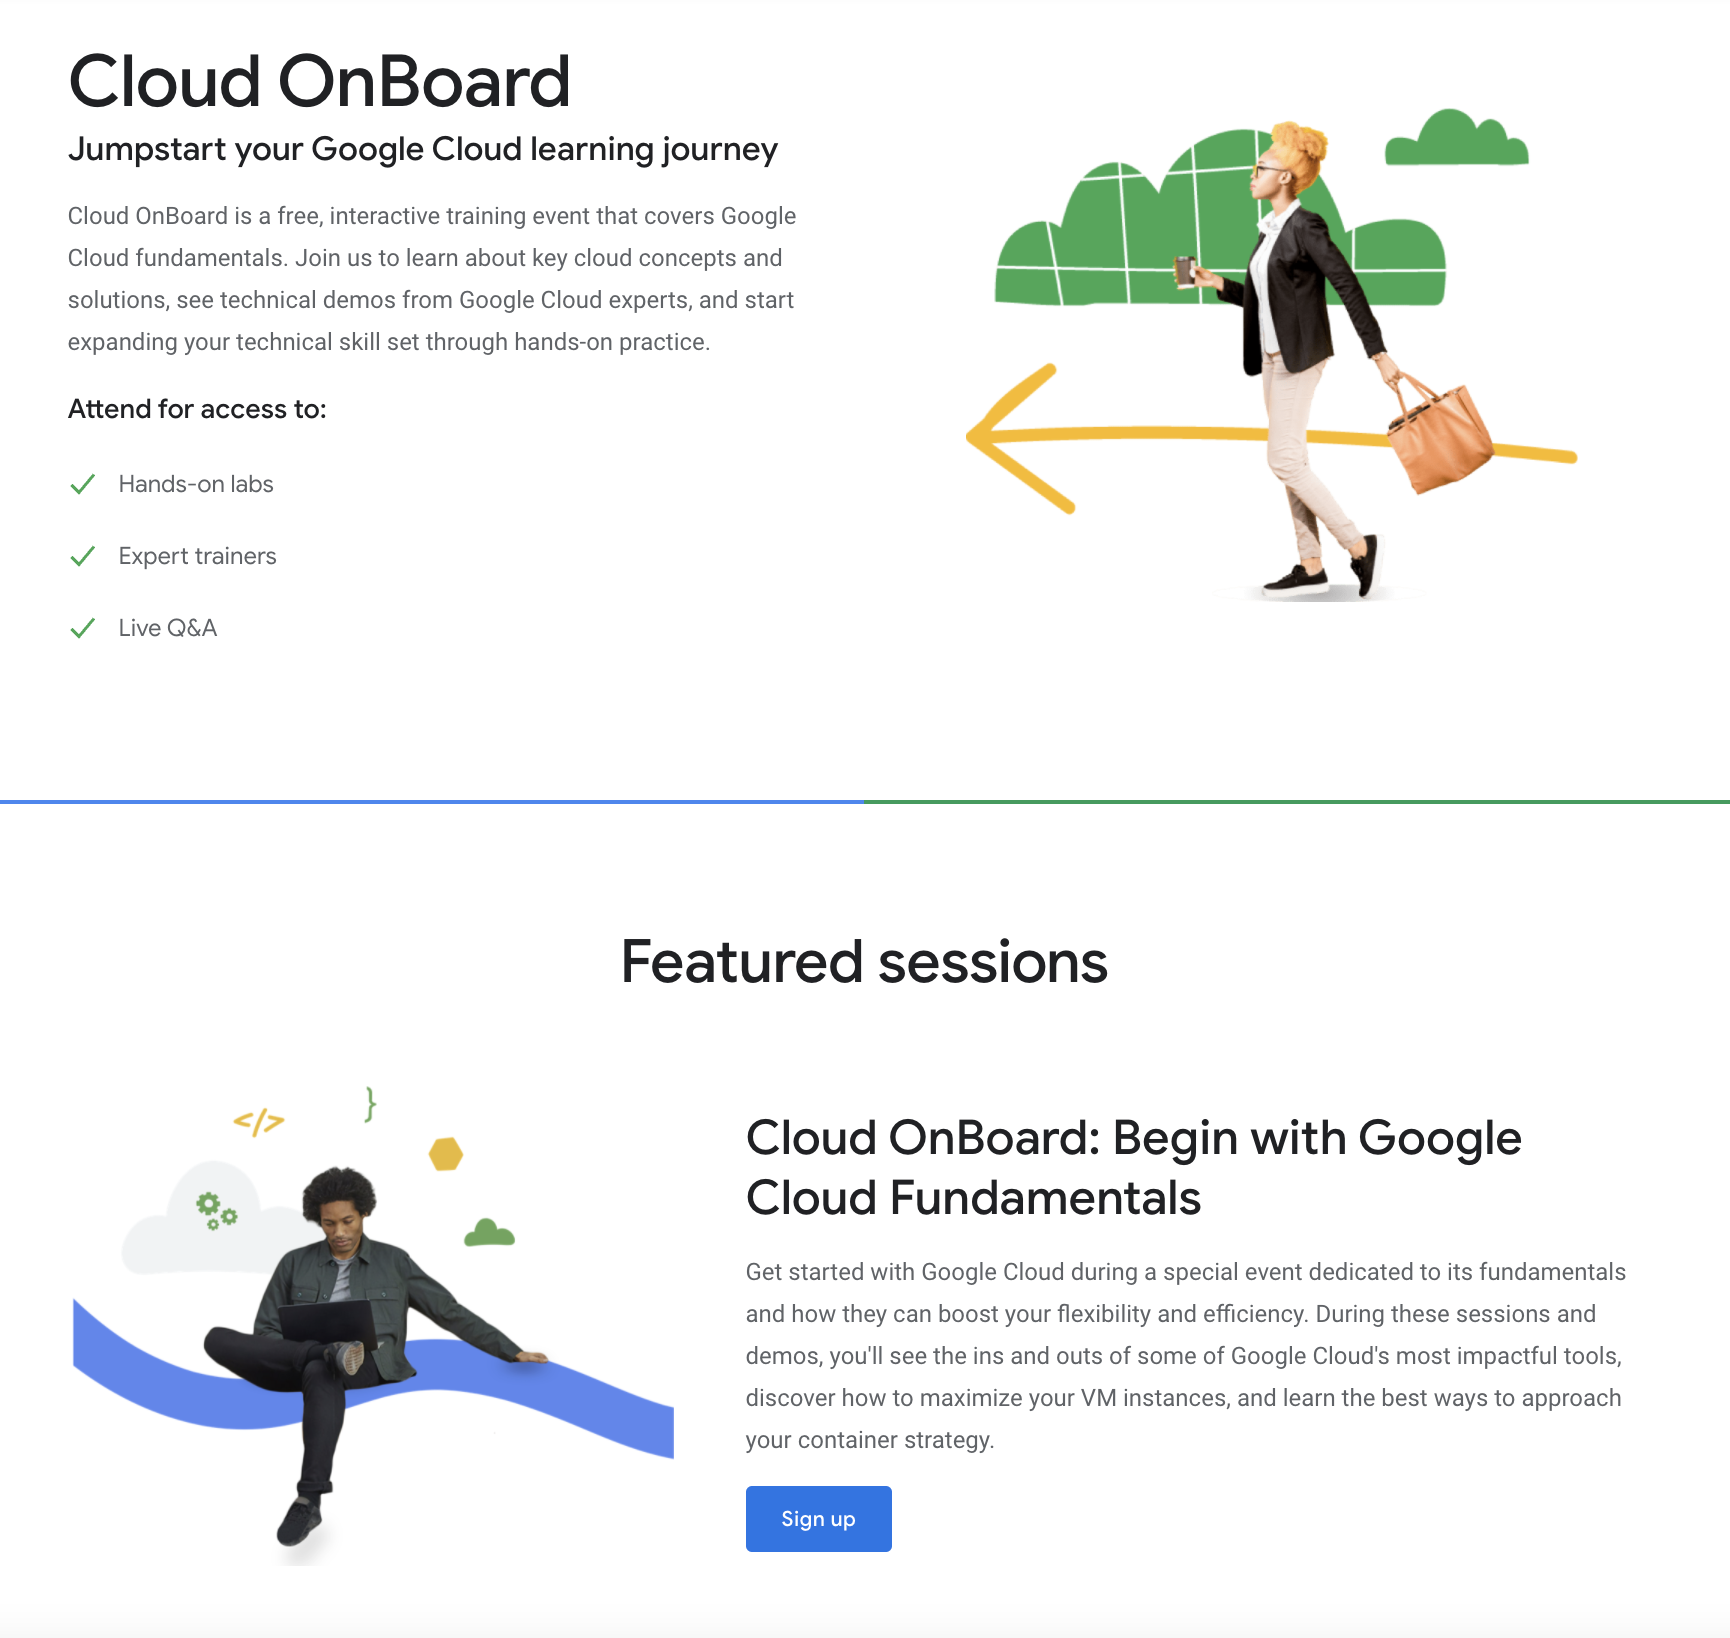 Cloud OnBoard
Jumpstart your Google Cloud learning journey
Cloud OnBoard is a free, interactive training event that covers Google
Cloud fundamentals. Join us to learn about key cloud concepts and
solutions, see technical demos from Google Cloud experts, and start
expanding your technical skill set through hands-on practice.
Attend for access to:
Hands-on labs
Expert trainers
Live Q&A
Featured sessions
</>
}
Cloud OnBoard: Begin with Google
Cloud Fundamentals
Get started with Google Cloud during a special event dedicated to its fundamentals
and how they can boost your flexibility and efficiency. During these sessions and
demos, you'll see the ins and outs of some of Google Cloud's most impactful tools,
discover how to maximize your VM instances, and learn the best ways to approach
your container strategy.
Sign up